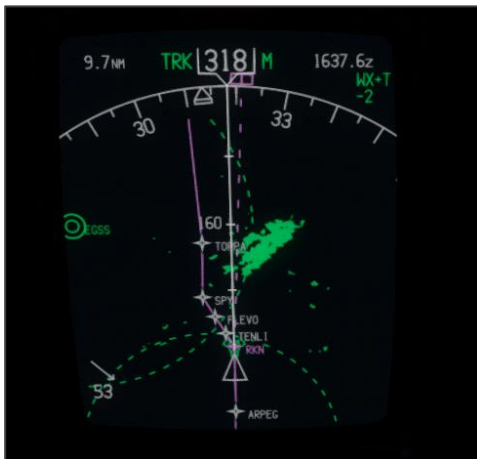 9.7NM TRK 318 M 1637.6z
WX+T
-2
30
33
160
EGSS
TOPPA
SPY
FLEVO
TENLI
RKN
53
ARPEG